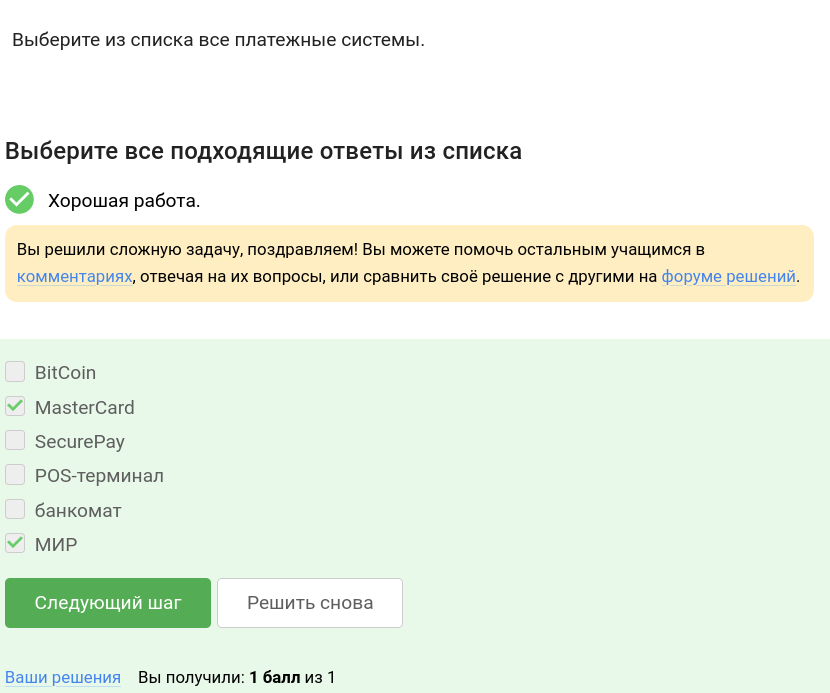 Выберите из списка все платежные системы.
Выберите все подходящие ответы из списка
Хорошая работа.
Вы решили сложную задачу, поздравляем! Вы можете помочь остальным учащимся в
комментариях, отвечая на их вопросы, или сравнить своё решение с другими на форуме решений.
BitCoin
MasterCard
SecurePay
POS-терминал
банкомат
МИР
Следующий шаг Решить снова
Ваши решения Вы получили: 1 балл из 1